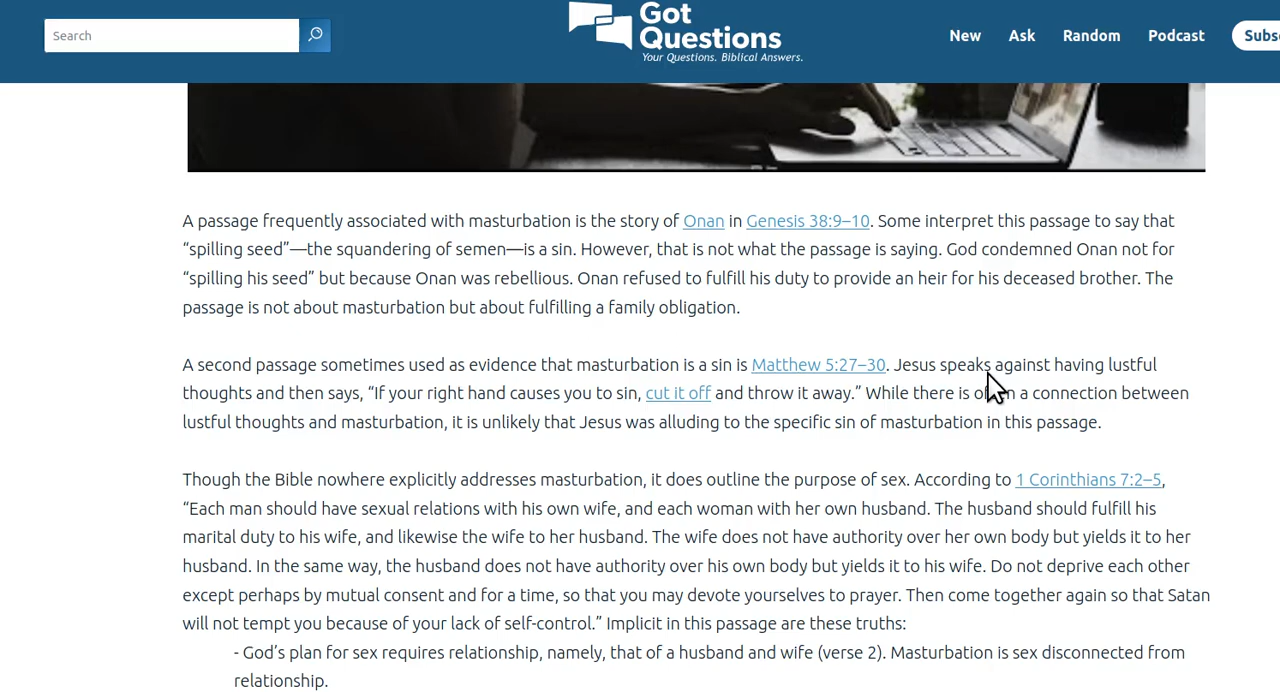 Search
Got
Questions
Your Questions. Biblical Answers.
New Ask Random Podcast
A passage frequently associated with masturbation is the story of Onan in Genesis 38:9–10. Some interpret this passage to say that
“spilling seed”—the squandering of semen—is a sin. However, that is not what the passage is saying. God condemned Onan not for
“spilling his seed” but because Onan was rebellious. Onan refused to fulfill his duty to provide an heir for his deceased brother. The
passage is not about masturbation but about fulfilling a family obligation.
A second passage sometimes used as evidence that masturbation is a sin is Matthew 5:27–30. Jesus speaks against having lustful
thoughts and then says, “If your right hand causes you to sin, cut it off and throw it away.” While there is often a connection between
lustful thoughts and masturbation, it is unlikely that Jesus was alluding to the specific sin of masturbation in this passage.
Though the Bible nowhere explicitly addresses masturbation, it does outline the purpose of sex. According to 1 Corinthians 7:2–5,
“Each man should have sexual relations with his own wife, and each woman with her own husband. The husband should fulfill his
marital duty to his wife, and likewise the wife to her husband. The wife does not have authority over her own body but yields it to her
husband. In the same way, the husband does not have authority over his own body but yields it to his wife. Do not deprive each other
except perhaps by mutual consent and for a time, so that you may devote yourselves to prayer. Then come together again so that Satan
will not tempt you because of your lack of self-control.” Implicit in this passage are these truths:
- God’s plan for sex requires relationship, namely, that of a husband and wife (verse 2). Masturbation is sex disconnected from
relationship.